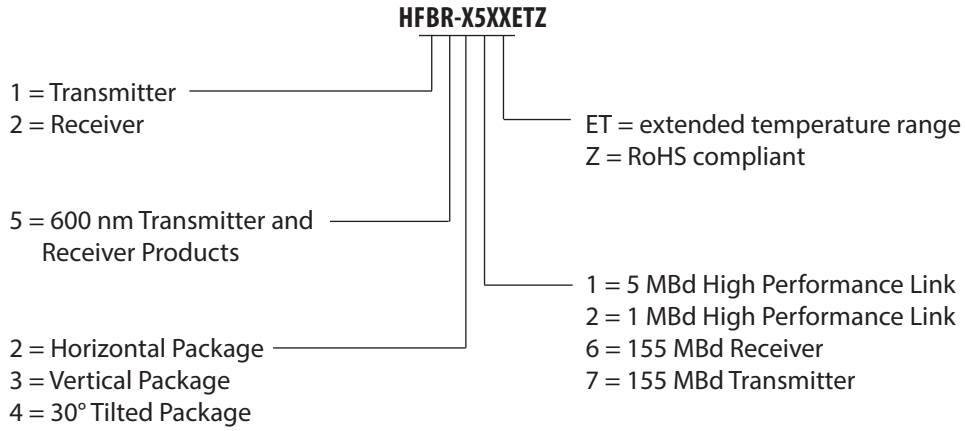 HFBR-X5XXETZ
1 = Transmitter
2 = Receiver
ET = extended temperature range
Z = RoHS compliant
5 = 600 nm Transmitter and
Receiver Products
1 = 5 MBd High Performance Link
2 = 1 MBd High Performance Link
6 = 155 MBd Receiver
7 = 155 MBd Transmitter
2 = Horizontal Package
3 = Vertical Package
4 = 30° Tilted Package